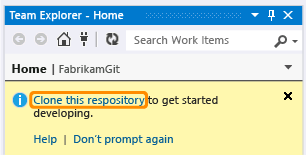 Team Explorer - Home
Search Work Items
Home | FabrikamGit
Clone this respository to get started
developing.
Help | Don't prompt again